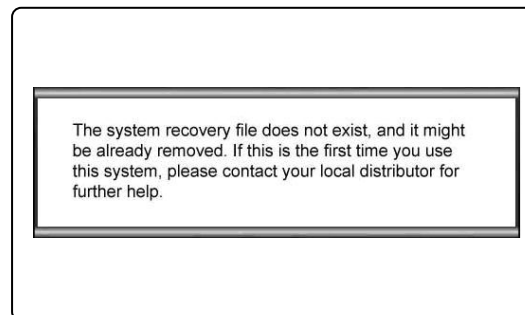 The system recovery file does not exist, and it might
be already removed. If this is the first time you use
this system, please contact your local distributor for
further help.